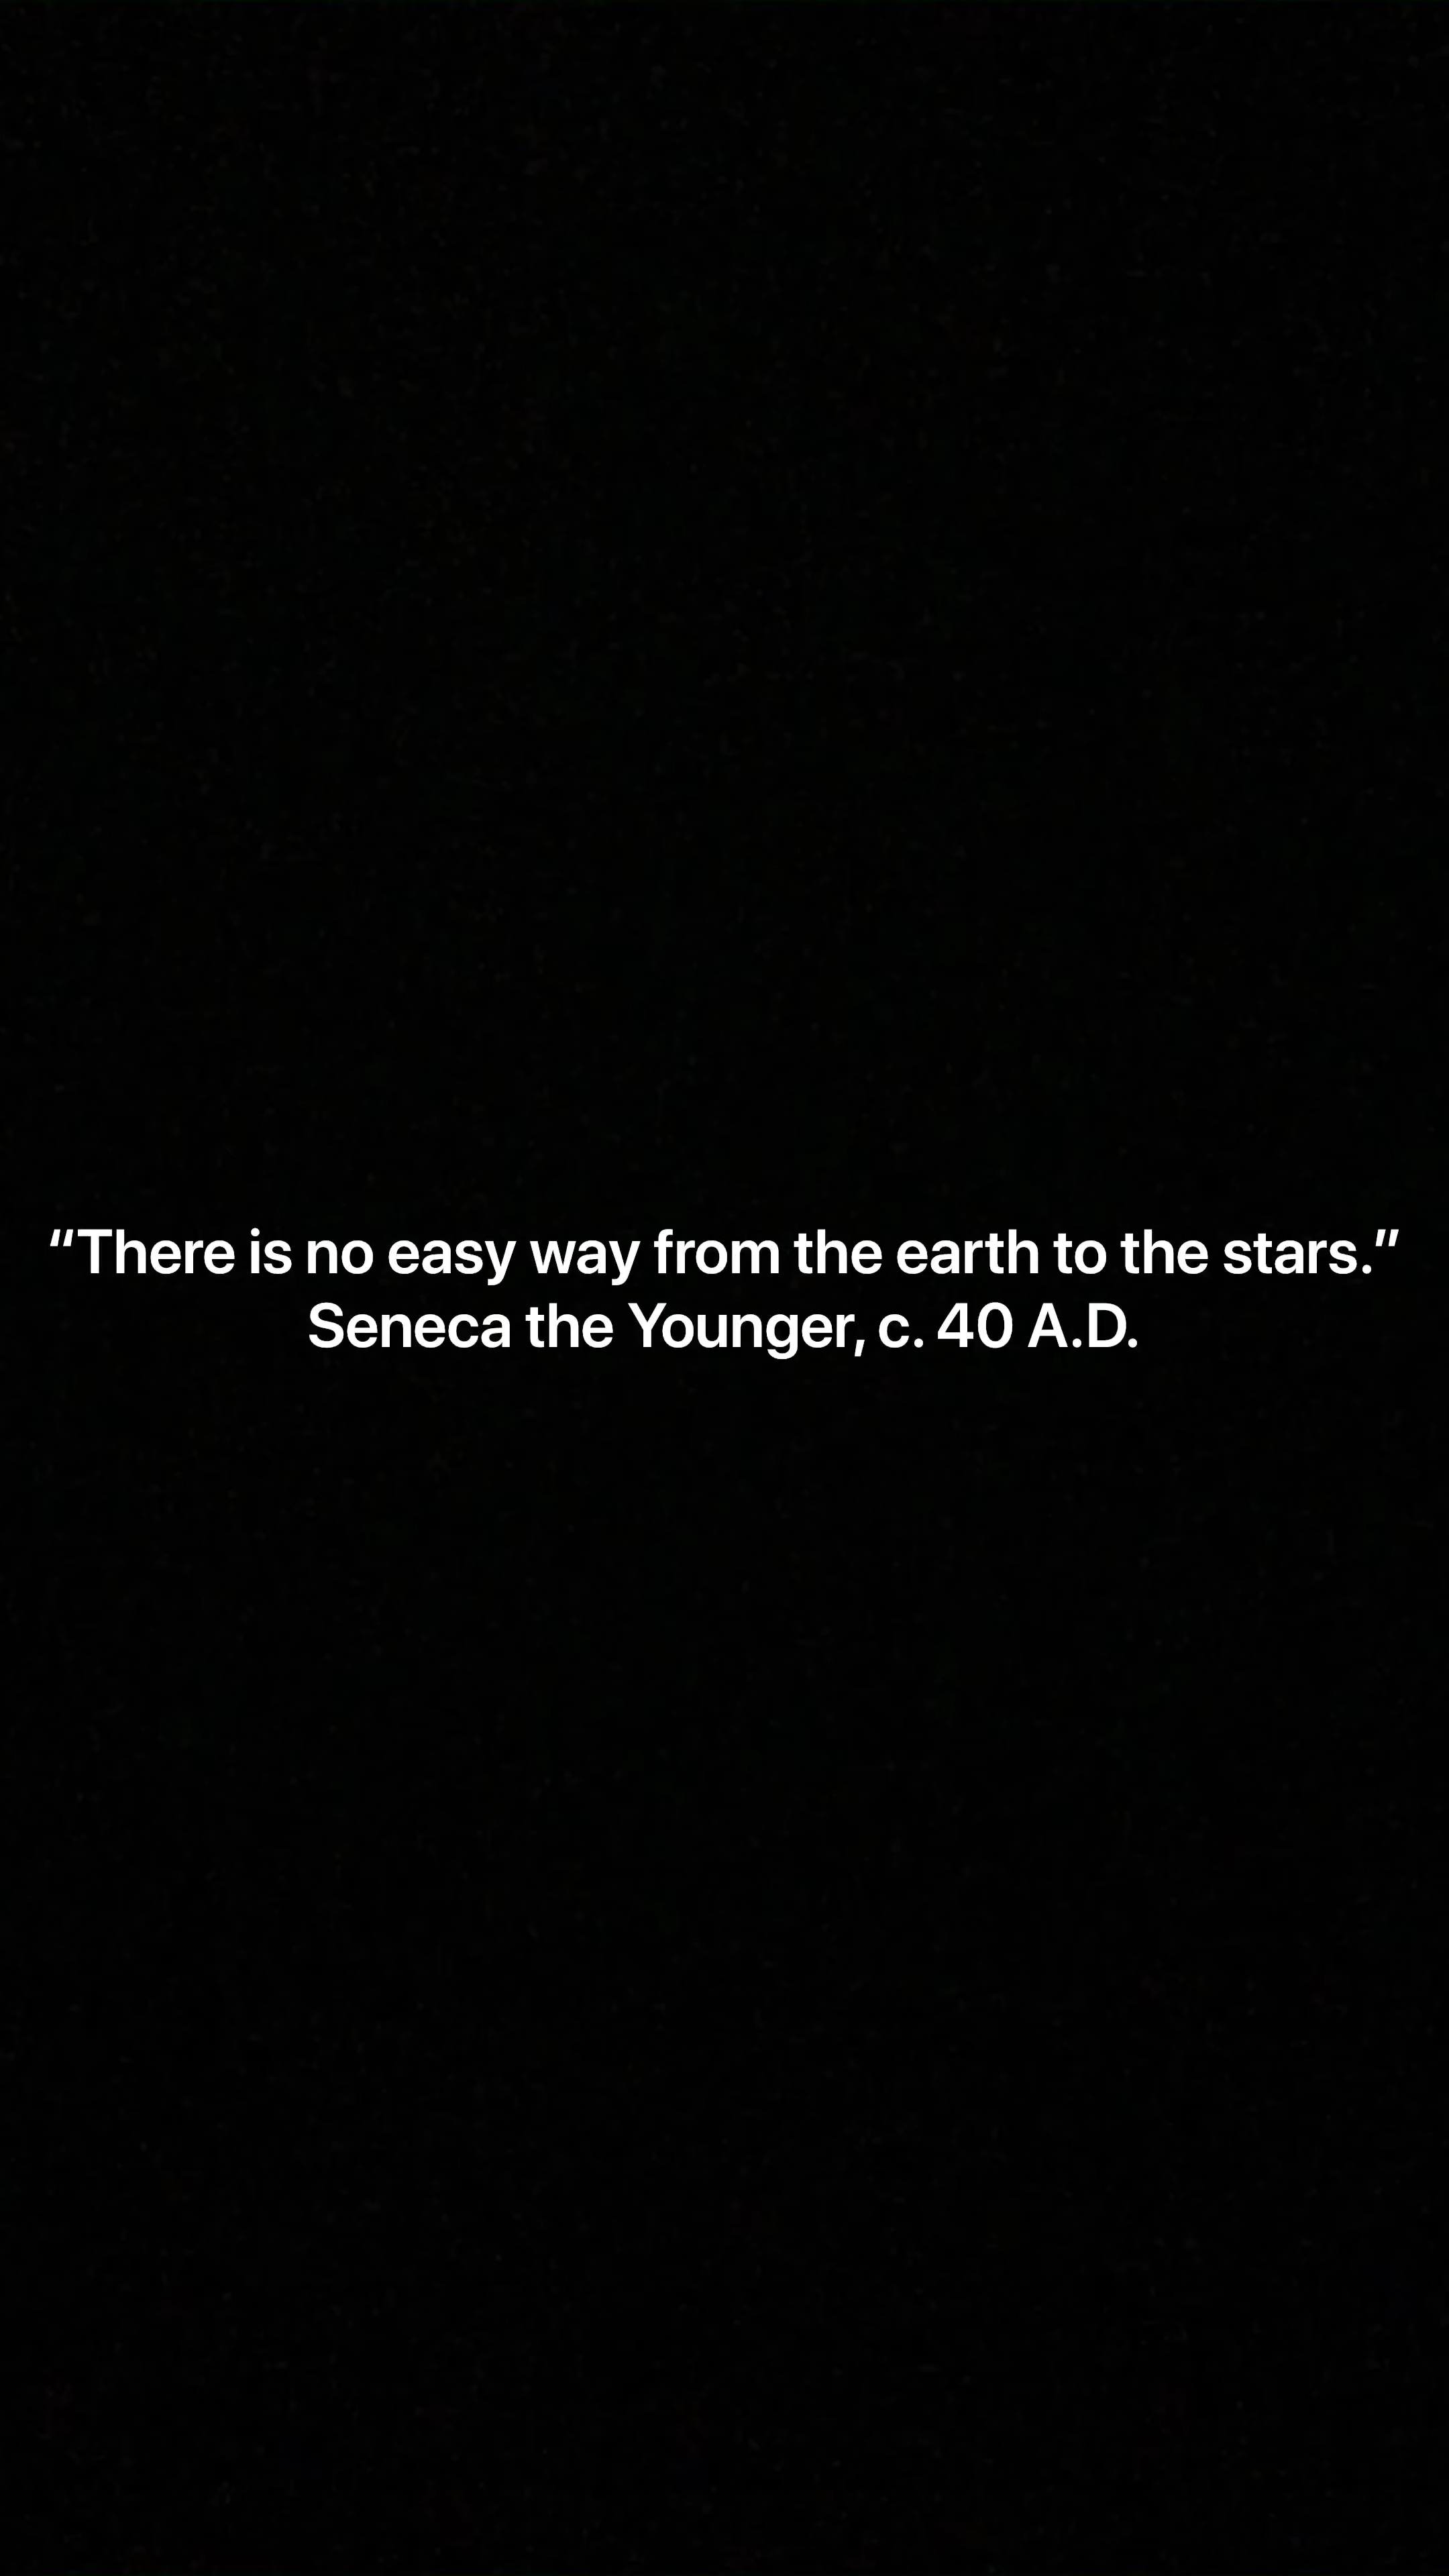 “There is no easy way from the earth to the stars.”
Seneca the Younger, c. 40 A.D.